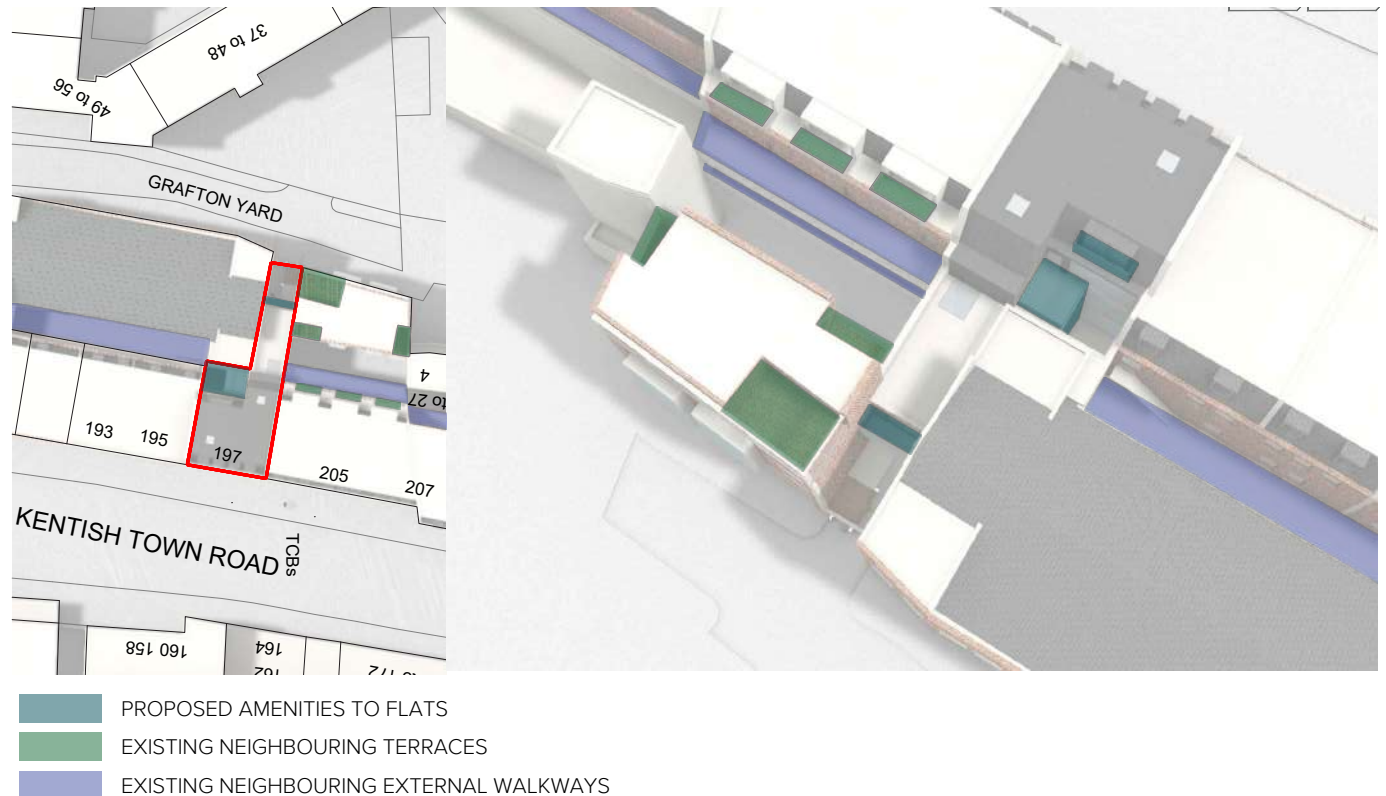 37 to 48
49 to 56
GRAFTON YARD
4
to 27
193
195
197
205
207
KENTISH TOWN ROAD
TCBs
158
160
164
162
172
PROPOSED AMENITIES TO FLATS
EXISTING NEIGHBOURING TERRACES
EXISTING NEIGHBOURING EXTERNAL WALKWAYS